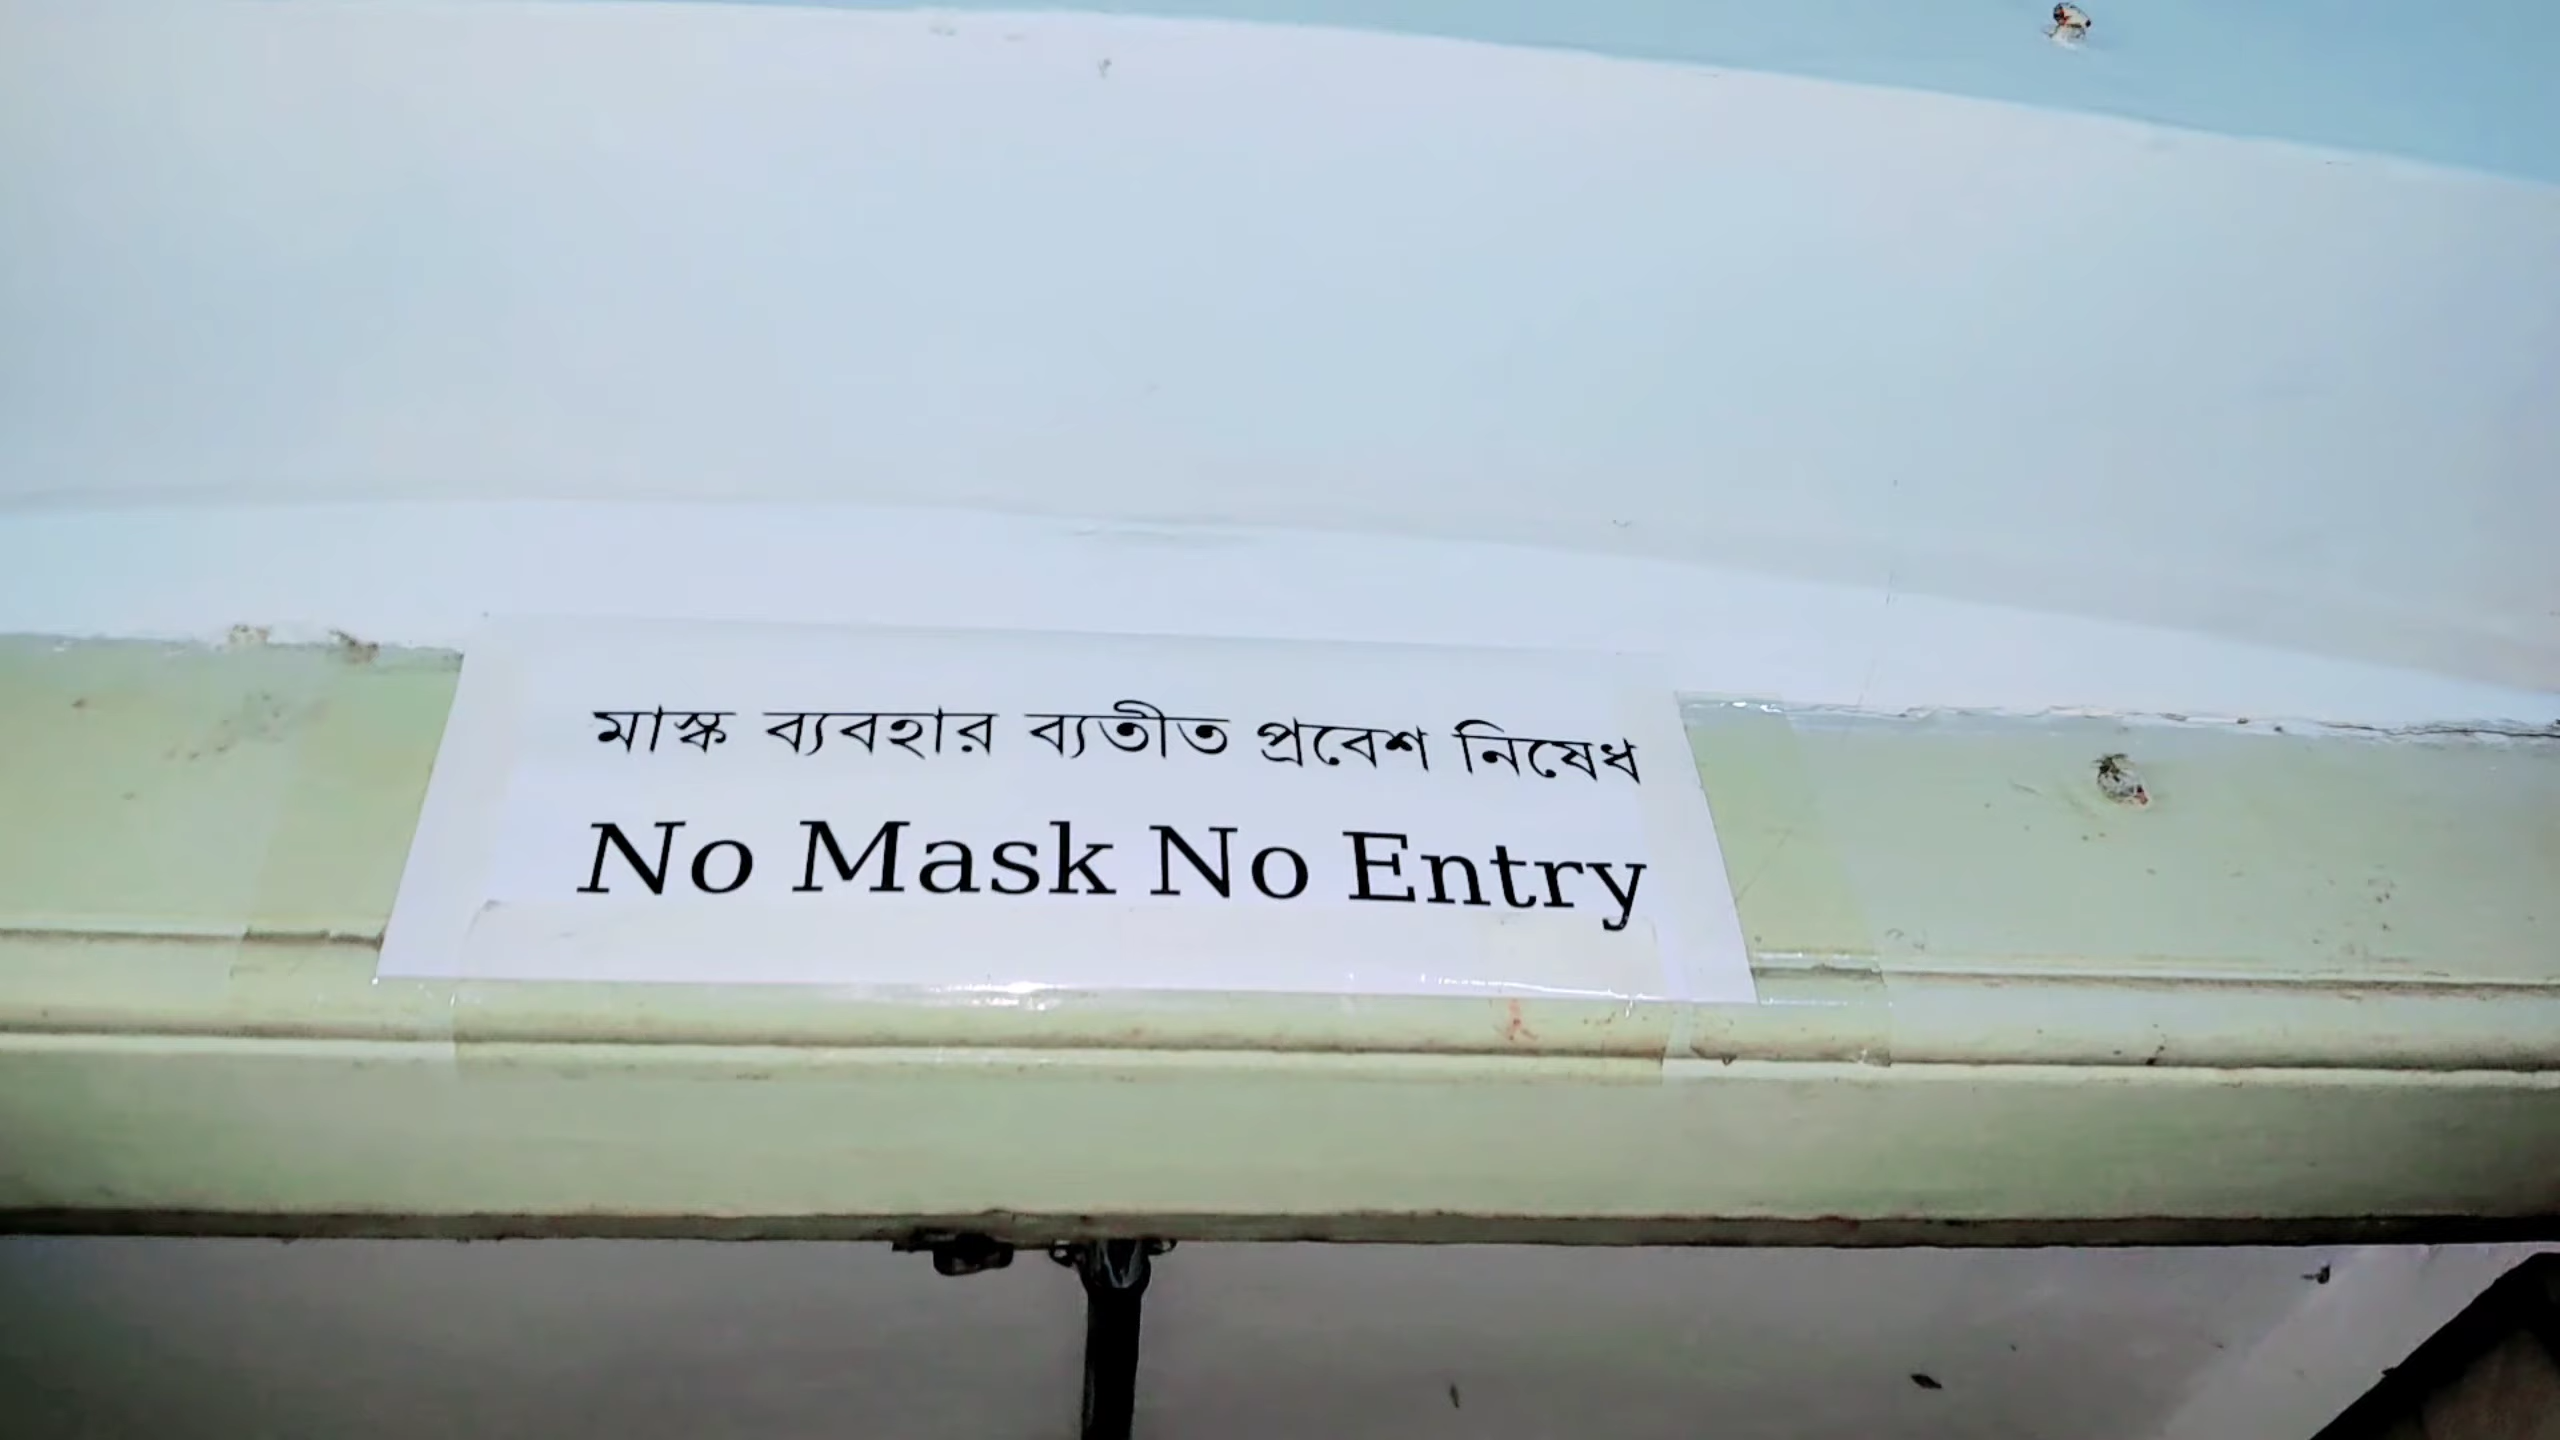 মাস্ক ব্যবহার ব্যতীত প্রবেশ নিষেধ
No Mask No Entry